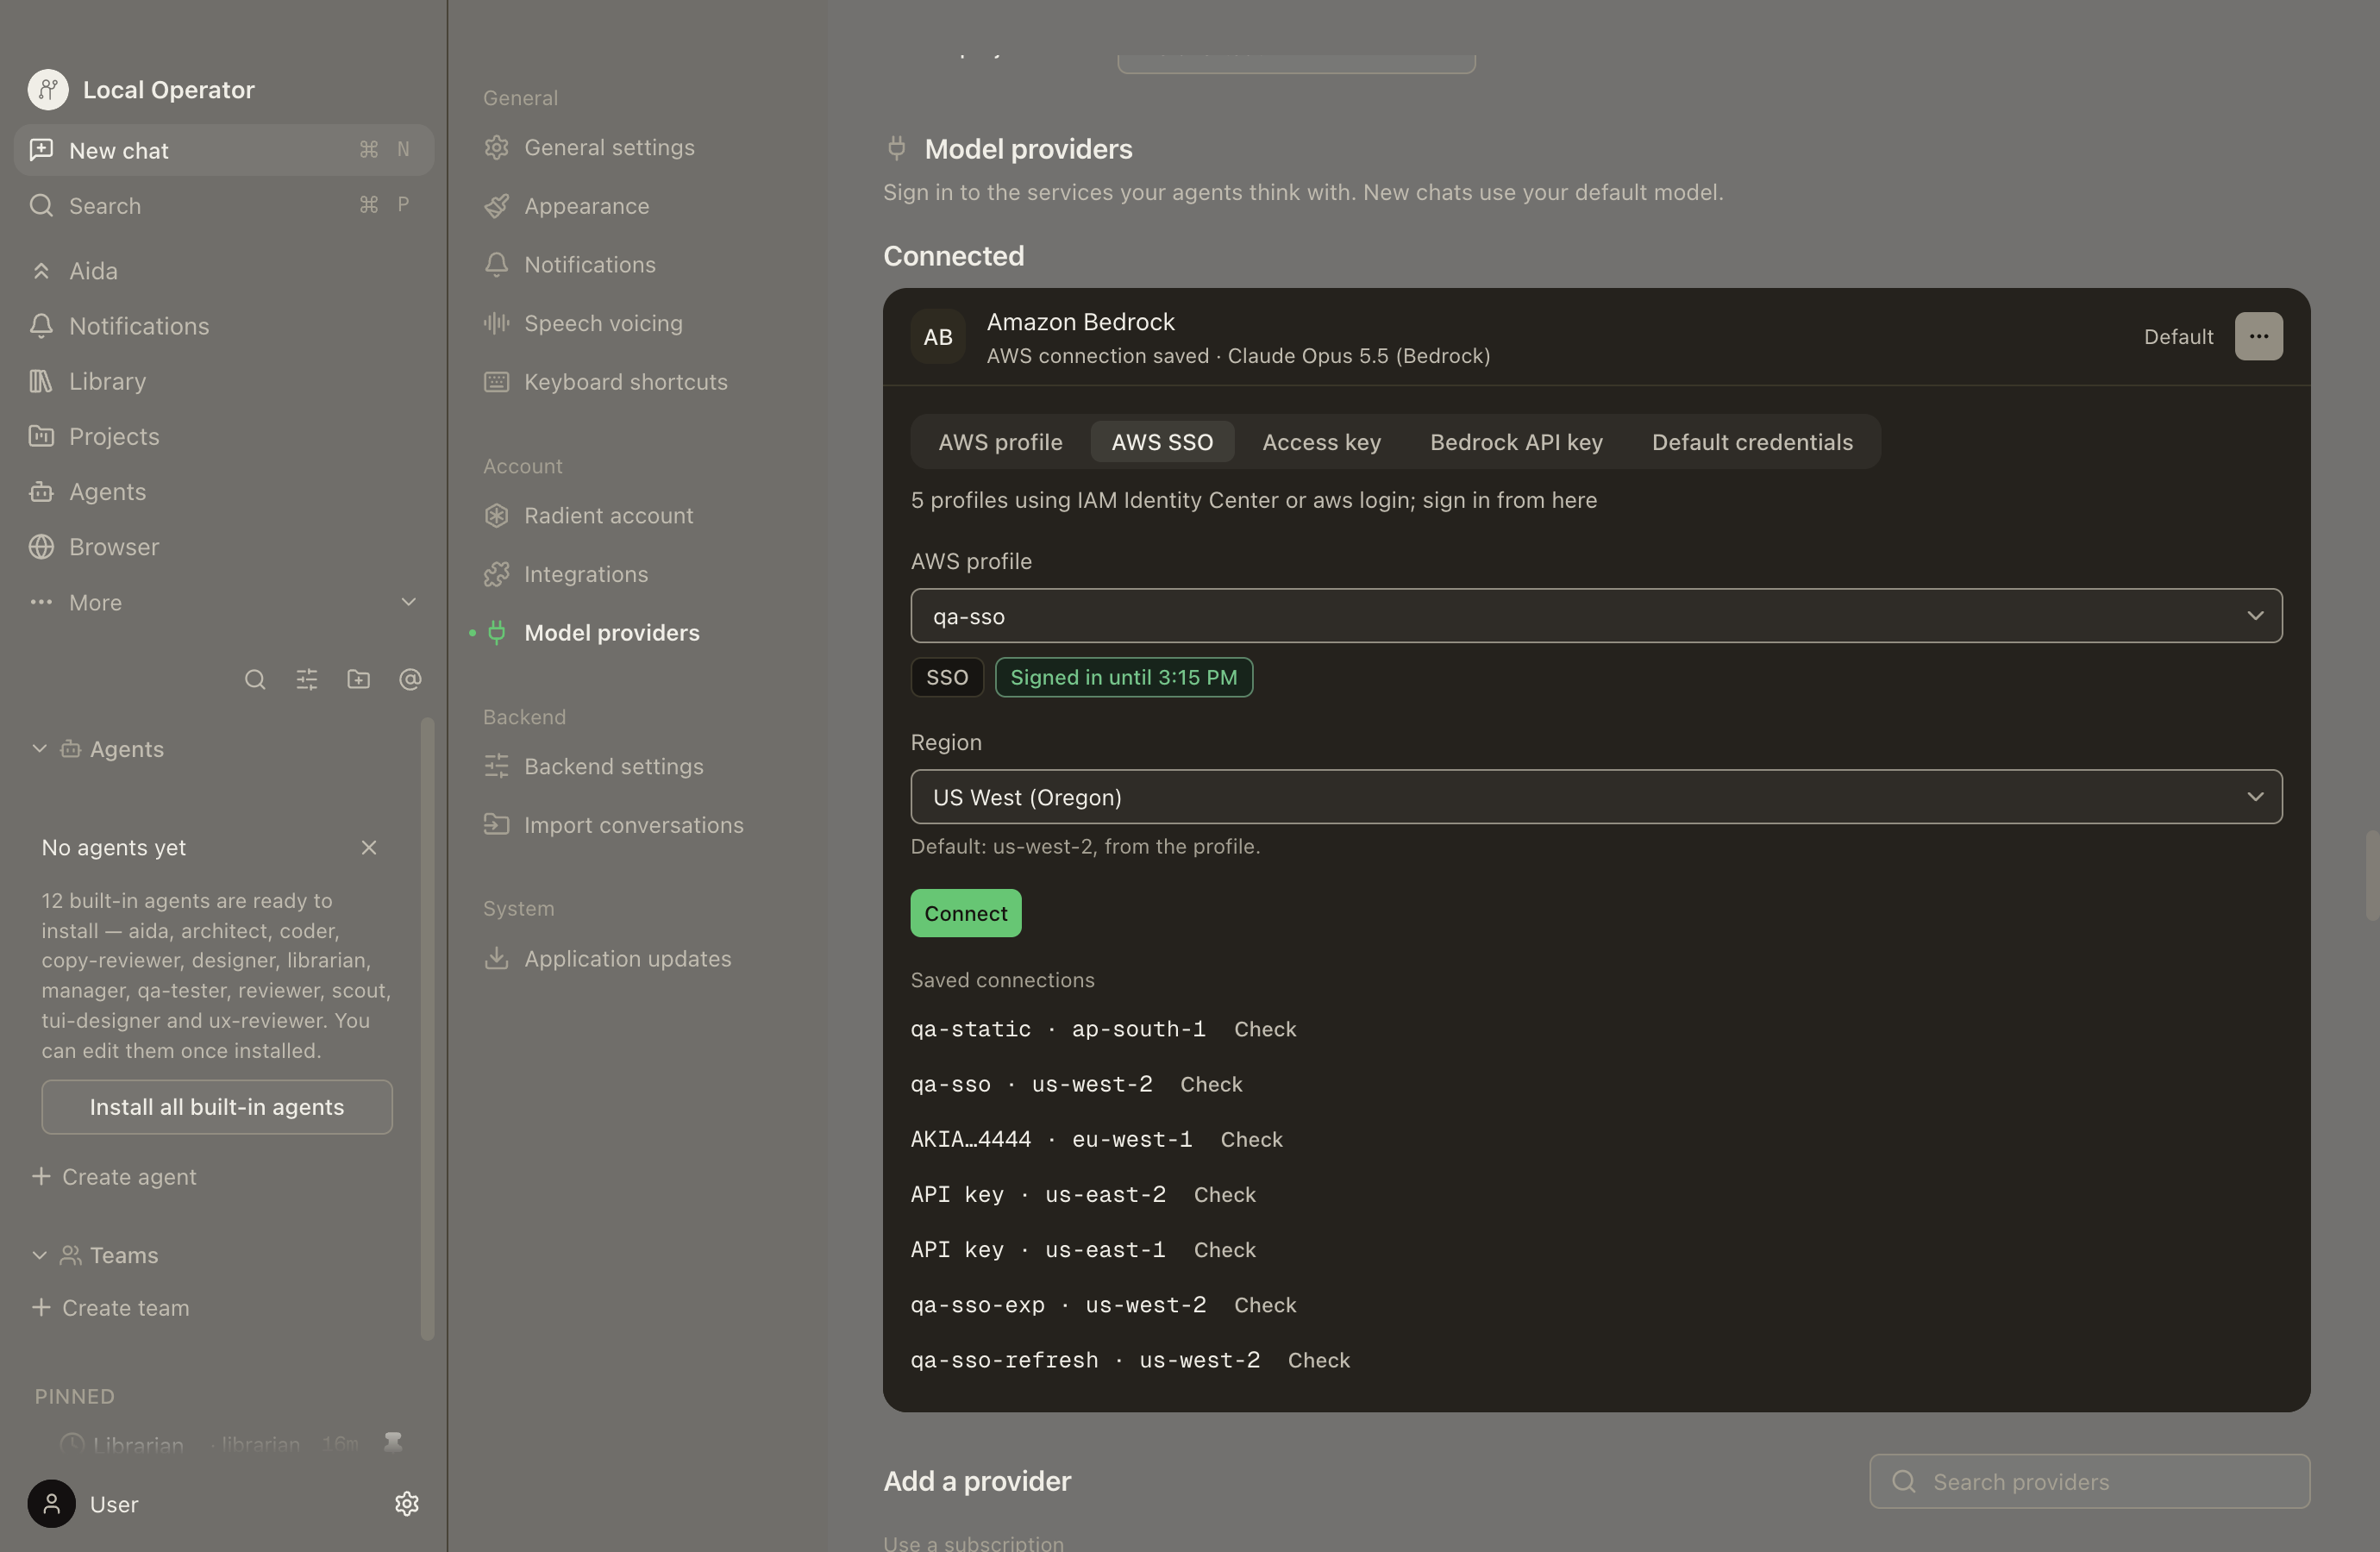 Local Operator
New chat ⌘ N
Search ⌘ P
Aida
Notifications
Library
Projects
Agents
Browser
More
Agents
No agents yet
12 built-in agents are ready to
install — aida, architect, coder,
copy-reviewer, designer, librarian,
manager, qa-tester, reviewer, scout,
tui-designer and ux-reviewer. You
can edit them once installed.
Install all built-in agents
Create agent
Teams
Create team
PINNED
Librarian · librarian 16m
User
General
General settings
Appearance
Notifications
Speech voicing
Keyboard shortcuts
Account
Radient account
Integrations
Model providers
Backend
Backend settings
Import conversations
System
Application updates
Model providers
Sign in to the services your agents think with. New chats use your default model.
Connected
AB
Amazon Bedrock
AWS connection saved · Claude Opus 5.5 (Bedrock)
Default
AWS profile AWS SSO Access key Bedrock API key Default credentials
5 profiles using IAM Identity Center or aws login; sign in from here
AWS profile
qa-sso
SSO Signed in until 3:15 PM
Region
US West (Oregon)
Default: us-west-2, from the profile.
Connect
Saved connections
qa-static · ap-south-1 Check
qa-sso · us-west-2 Check
AKIA…4444 · eu-west-1 Check
API key · us-east-2 Check
API key · us-east-1 Check
qa-sso-exp · us-west-2 Check
qa-sso-refresh · us-west-2 Check
Add a provider
Search providers
Use a subscription